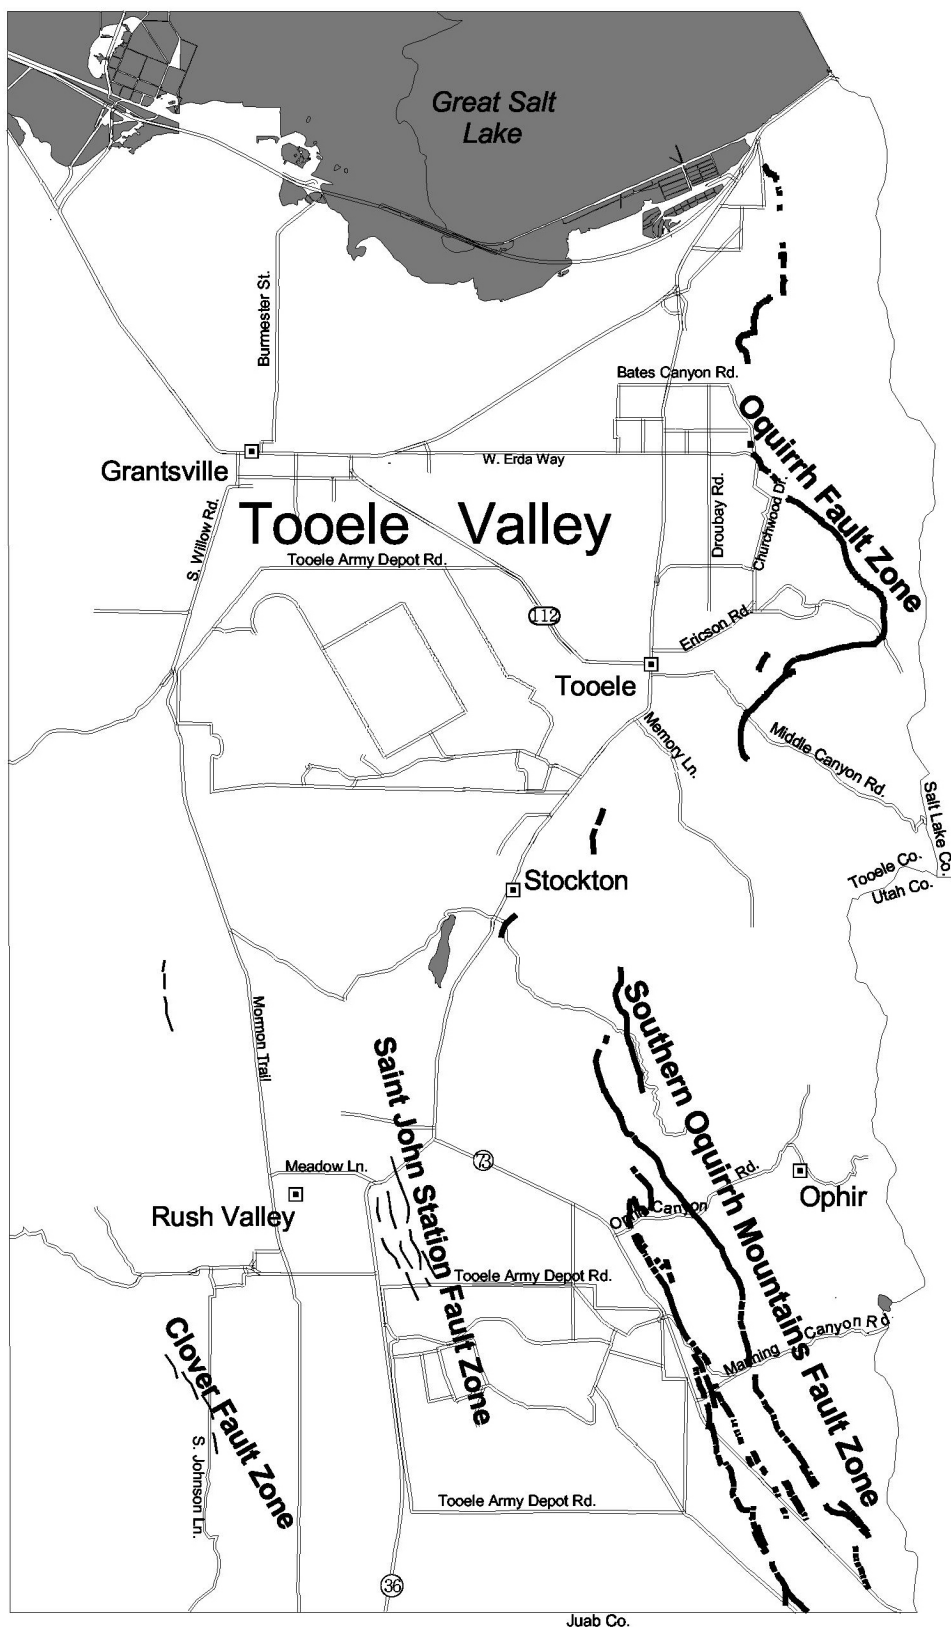 Great Salt
Lake
Burmester St.
Bates Canyon Rd.
Oquirrh Fault Zone
Grantsville
W. Erda Way
S. Willow Rd.
Tooele Valley
Droubay Rd.
Churchwood Dr.
Tooele Army Depot Rd.
112
Ericson Rd.
Tooele
Memory Ln.
Middle Canyon Rd.
Salt Lake Co.
Tooele Co.
Utah Co.
Stockton
Mormon Trail
Saint John Station Fault Zone
Southern Oquirrh Mountains Fault Zone
73
Meadow Ln.
Rush Valley
Ophir Canyon Rd.
Ophir
Tooele Army Depot Rd.
Manning Canyon Rd
Clover Fault Zone
S. Johnson Ln.
Tooele Army Depot Rd.
36
Juab Co.